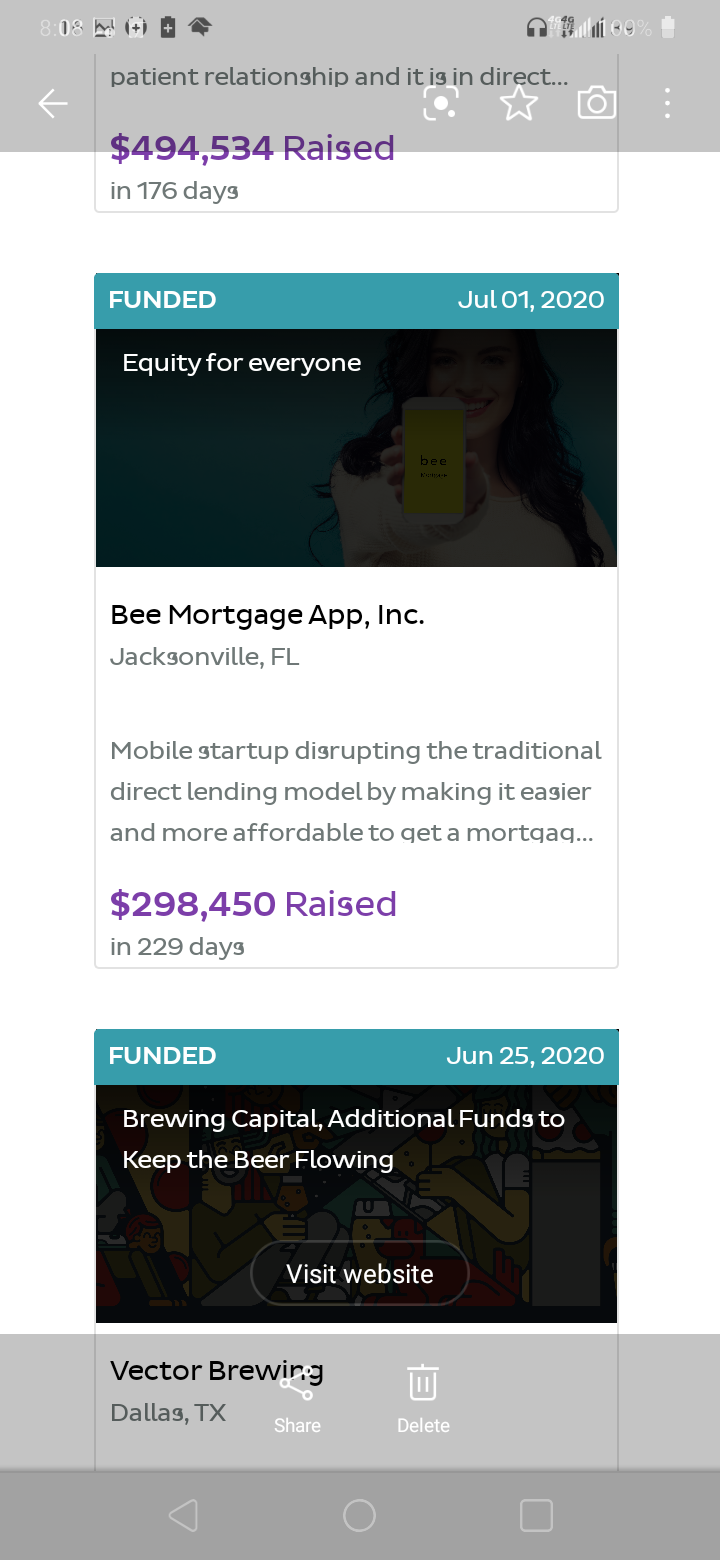 patient relationship and it is in direct...
$494,534 Raised
in 176 days
FUNDED Jul 01, 2020
Equity for everyone
bee
Mortgage
Bee Mortgage App, Inc.
Jacksonville, FL
Mobile startup disrupting the traditional
direct lending model by making it easier
and more affordable to get a mortgag...
$298,450 Raised
in 229 days
FUNDED Jun 25, 2020
Brewing Capital, Additional Funds to
Keep the Beer Flowing
Visit website
Vector Brewing
Dallas, TX
Share Delete